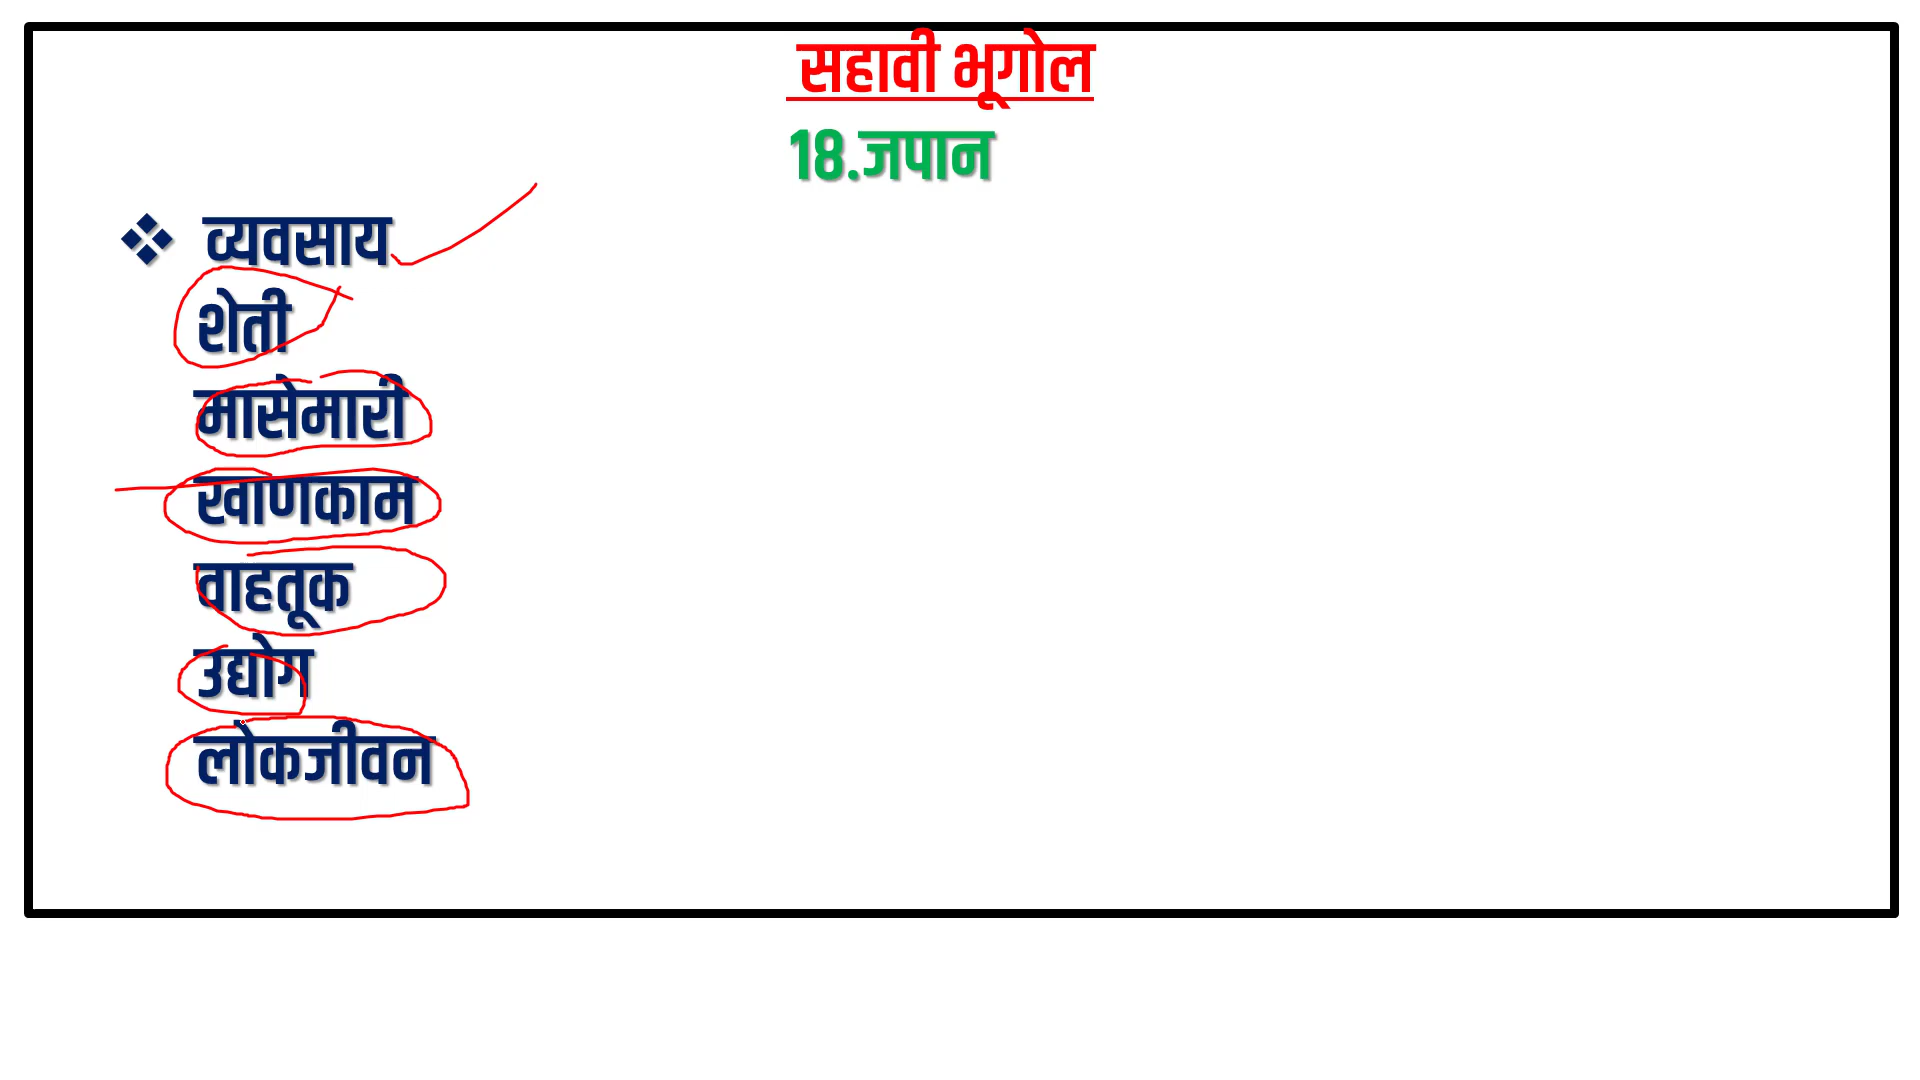 सहावी भूगोल
18.जपान
❖ व्यवसाय
शेती
मासेमारी
खाणकाम
वाहतूक
उद्योग
लोकजीवन